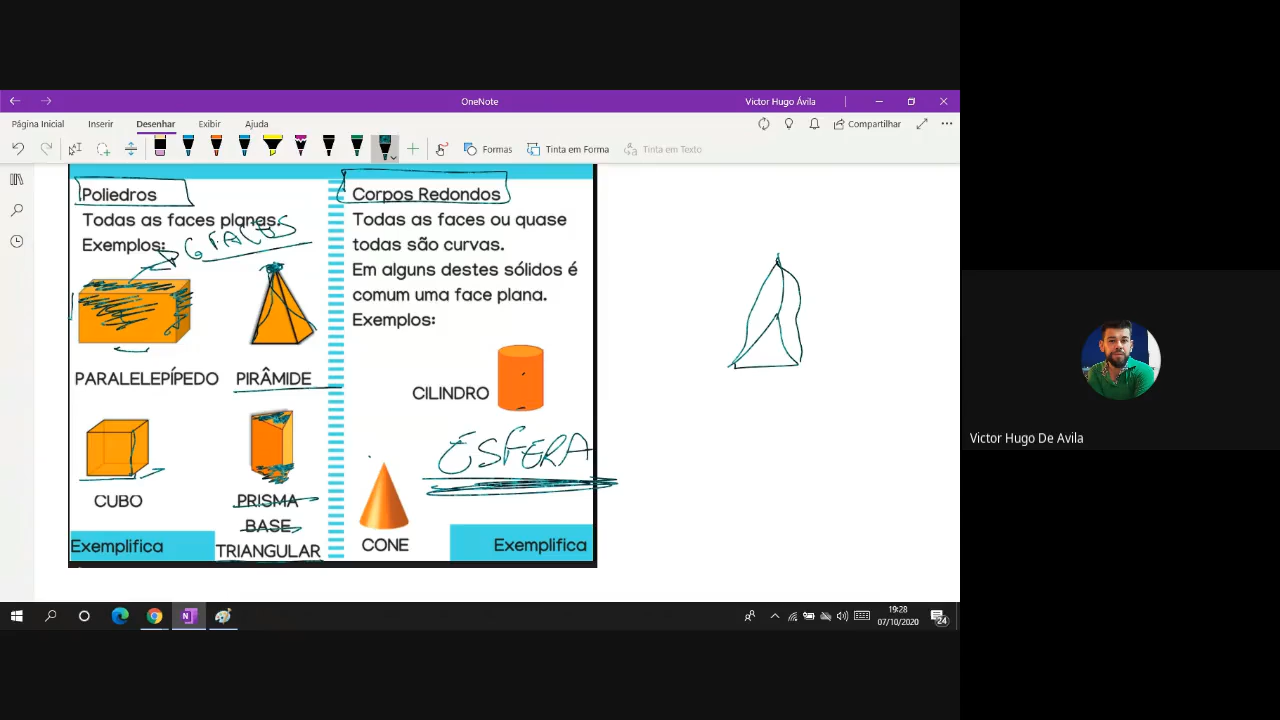 OneNote
Victor Hugo Ávila
Página Inicial
Inserir
Desenhar
Exibir
Ajuda
Compartilhar
Formas
Tinta em Forma
Tinta em Texto
Poliedros
Todas as faces planas.
Exemplos:
6 FACES
PARALELEPÍPEDO
PIRÂMIDE
CUBO
PRISMA
BASE
TRIANGULAR
Exemplifica
Corpos Redondos
Todas as faces ou quase
todas são curvas.
Em alguns destes sólidos é
comum uma face plana.
Exemplos:
CILINDRO
ESFERA
CONE
Exemplifica
Victor Hugo De Avila
N
19:28
07/10/2020
24